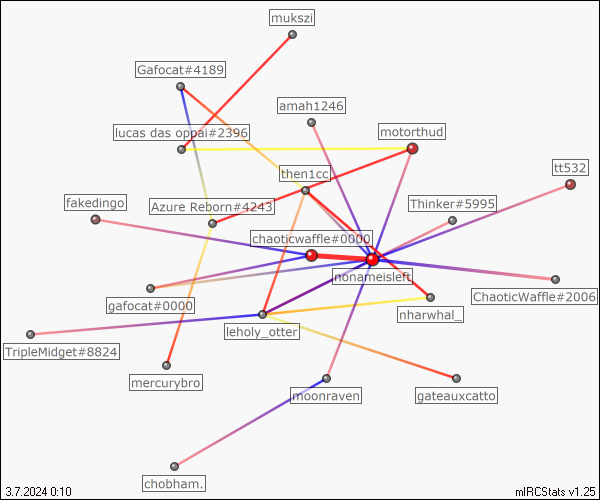 mukszi
Gafocat#4189
amah1246
lucas das oppai#2396
motorthud
then1cc
tt532
fakedingo
Azure Reborn#4243
Thinker#5995
chaoticwaffle#0000
nonameisleft
gafocat#0000
ChaoticWaffle#2006
nharwhal_
leholy_otter
TripleMidget#8824
mercurybro
moonraven
gateauxcatto
chobham.
3.7.2024 0:10
mIRCStats v1.25